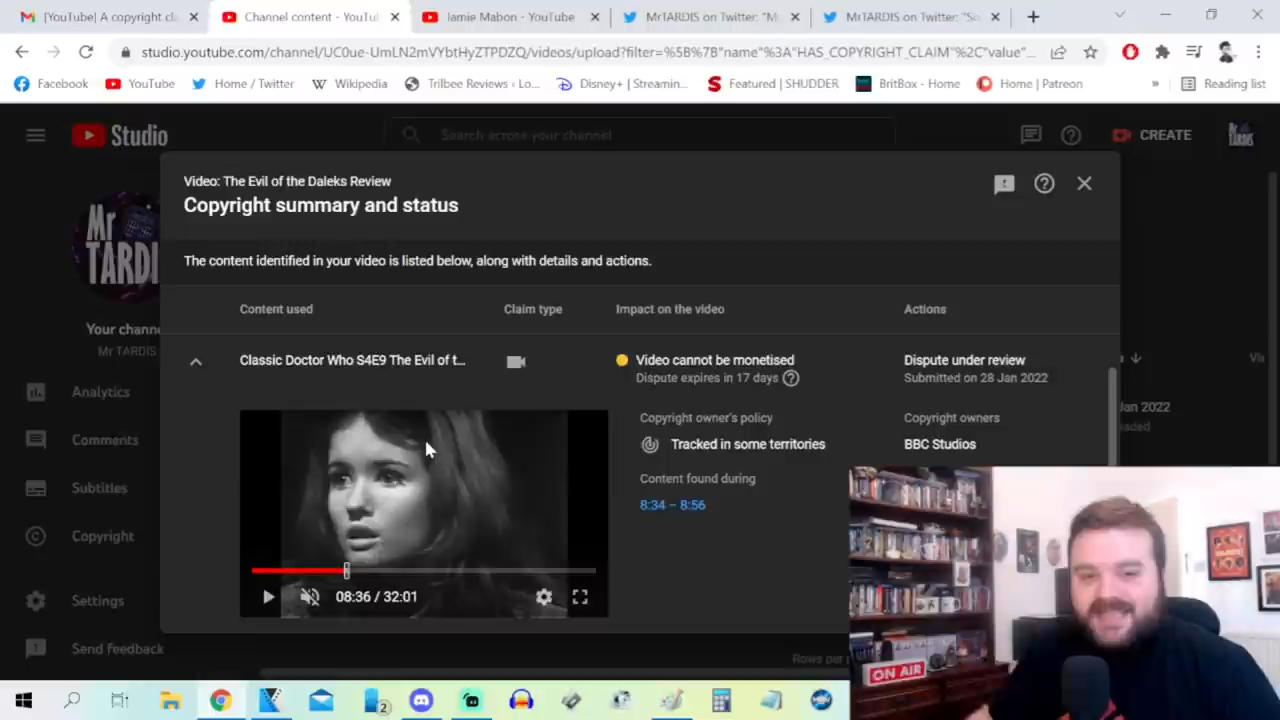 [YouTube] A copyright cl
Channel content - YouTu
Jamie Mabon - YouTube
MrTARDIS on Twitter: "M
MrTARDIS on Twitter: "So
studio.youtube.com/channel/UC0ue-UmLN2mVYbtHyZTPDZQ/videos/upload?filter=%5B%7B"name"%3A"HAS_COPYRIGHT_CLAIM"%2C"value"...
Facebook
YouTube
Home / Twitter
Wikipedia
Trilbee Reviews ‹ Lo...
Disney+ | Streamin...
Featured | SHUDDER
BritBox - Home
Home | Patreon
»
Reading list
Studio
Search across your channel
CREATE
Mr
TARDIS
Video: The Evil of the Daleks Review
Copyright summary and status
Mr
TARDI
The content identified in your video is listed below, along with details and actions.
Content used
Claim type
Impact on the video
Actions
Your chann
Mr TARDIS
Classic Doctor Who S4E9 The Evil of t...
Video cannot be monetised
Dispute expires in 17 days
Dispute under review
Submitted on 28 Jan 2022
Analytics
Comments
Subtitles
Copyright
Settings
Send feedback
Copyright owner's policy
Tracked in some territories
Copyright owners
BBC Studios
Content found during
8:34 – 8:56
08:36 / 32:01
Jan 2022
Rows per
ON AIR
2